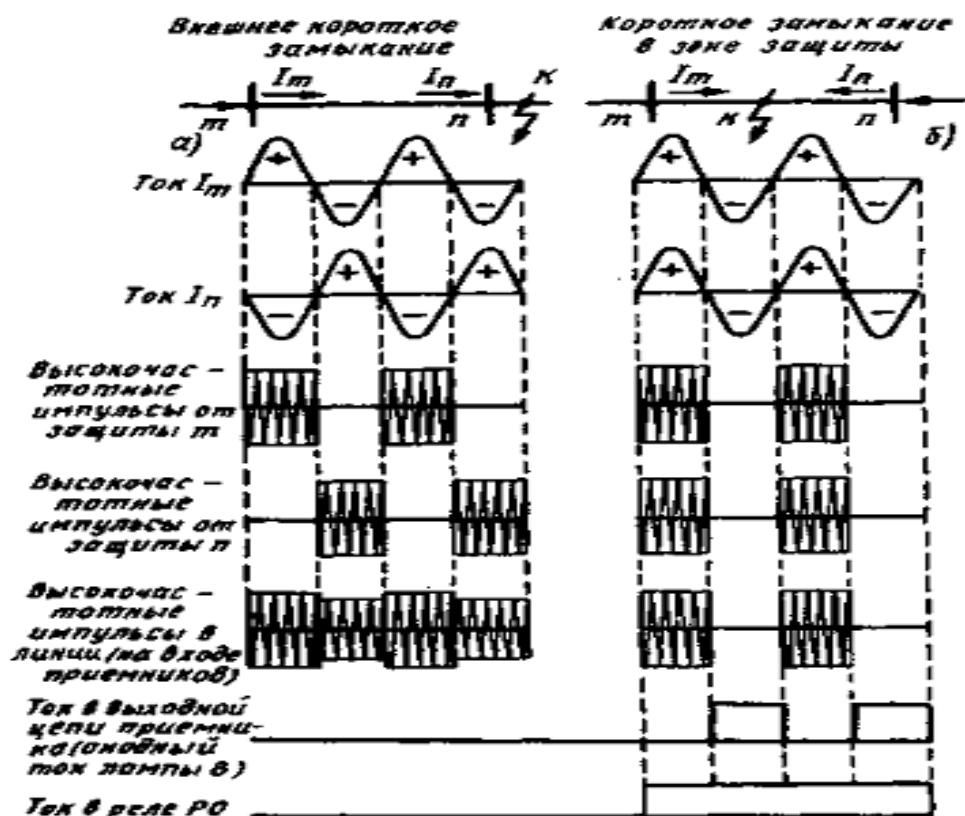 Внешнее короткое
замыкание
Короткое замыкание
в зоне защиты
Im
In
К
Im
In
m
n
m
к
n
а)
б)
+
+
Ток Im
−
−
+
+
−
−
+
+
Ток In
−
−
+
+
−
−
Высокочас-
тотные
импульсы от
защиты m
Высокочас-
тотные
импульсы от
защиты n
Высокочас-
тотные
импульсы в
линии (на входе
приемников)
Ток в выходной
цепи приемни-
ка (анодный
ток лампы в)
Ток в реле РО